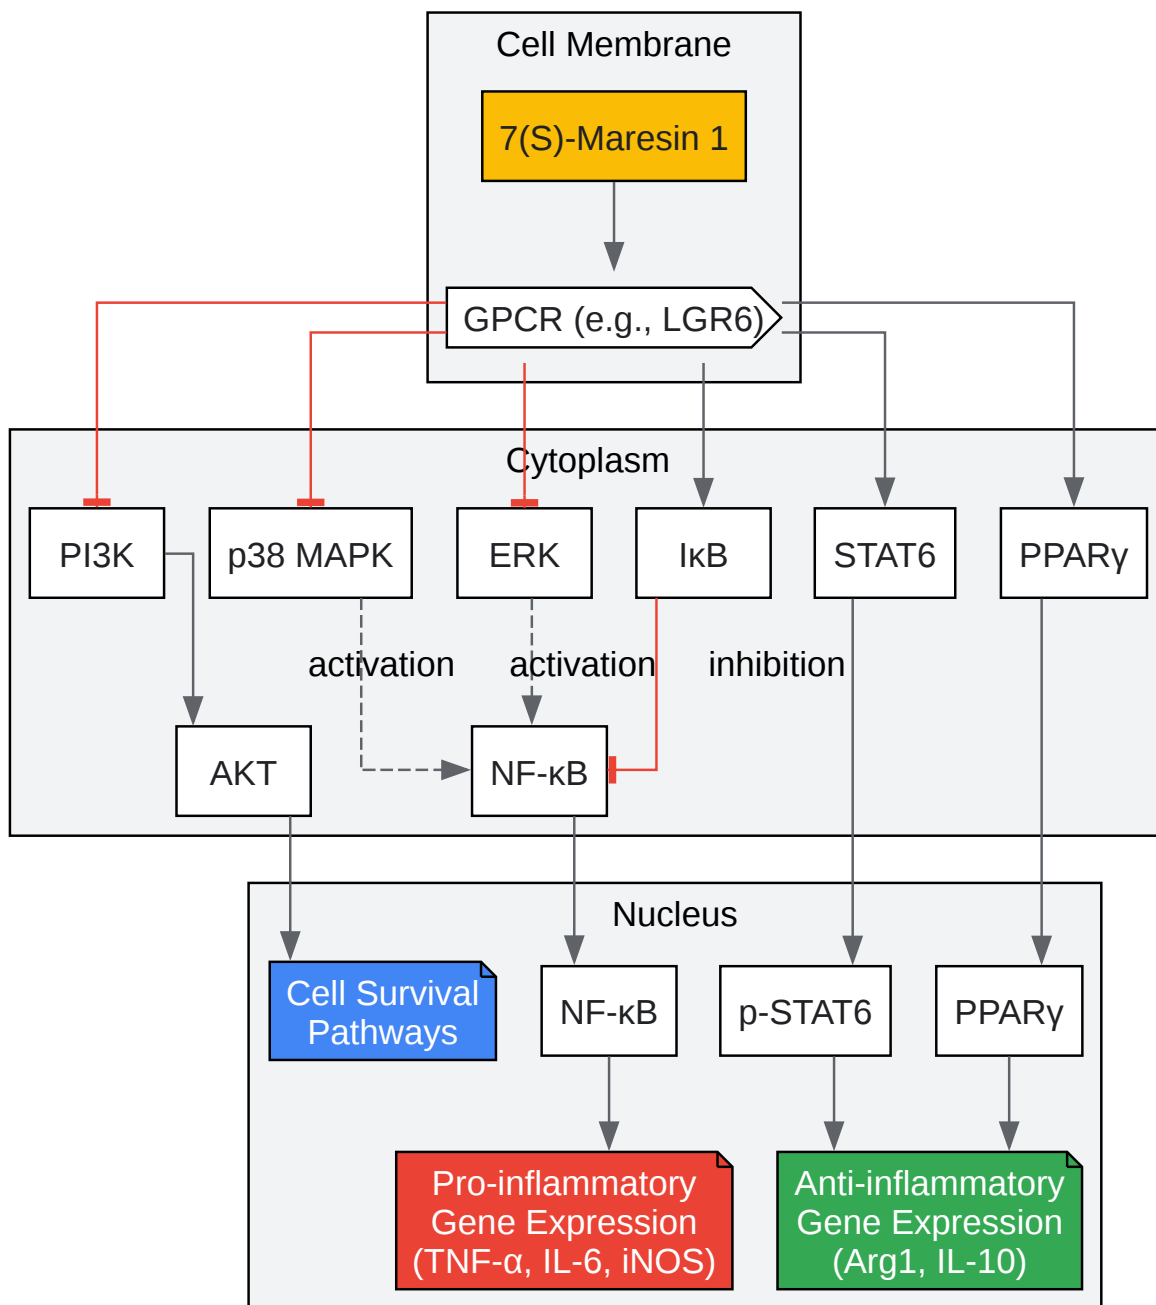 Cell Membrane
7(S)-Maresin 1
GPCR (e.g., LGR6)
Cytoplasm
PI3K
p38 MAPK
ERK
IκB
STAT6
PPARγ
activation
activation
inhibition
AKT
NF-κB
Nucleus
Cell Survival
Pathways
NF-κB
p-STAT6
PPARγ
Pro-inflammatory
Gene Expression
(TNF-α, IL-6, iNOS)
Anti-inflammatory
Gene Expression
(Arg1, IL-10)